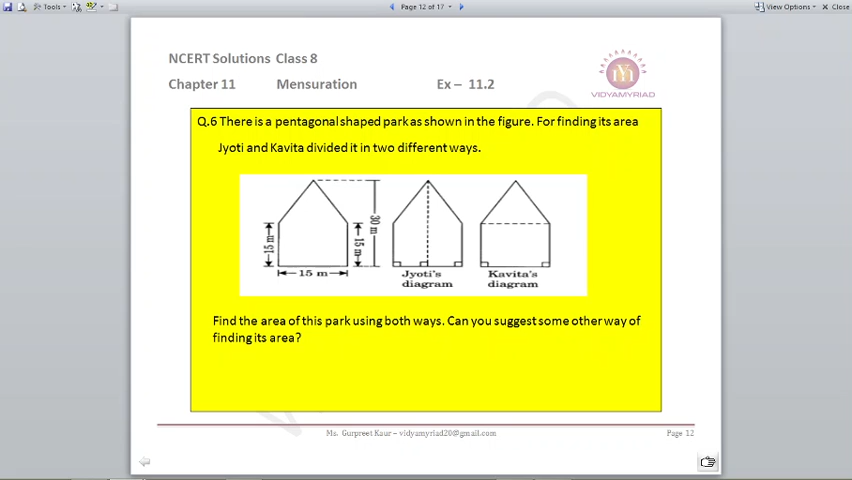 Tools
Page 12 of 17
View Options
Close
NCERT Solutions Class 8
Chapter 11 Mensuration Ex – 11.2
VIDYAMYRIAD
Q.6 There is a pentagonal shaped park as shown in the figure. For finding its area
Jyoti and Kavita divided it in two different ways.
15 m
15 m
15 m
30 m
Jyoti's
diagram
Kavita's
diagram
Find the area of this park using both ways. Can you suggest some other way of
finding its area?
Ms. Gurpreet Kaur – vidyamyriad20@gmail.com Page 12